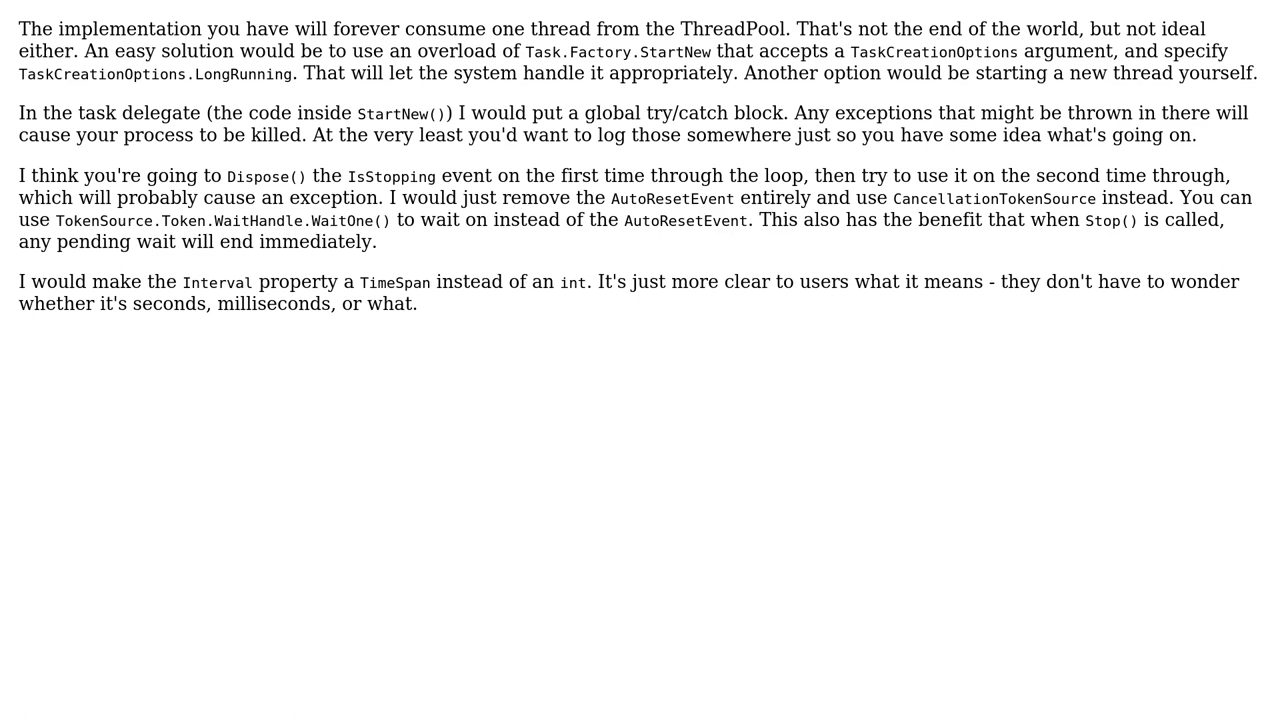 The implementation you have will forever consume one thread from the ThreadPool. That's not the end of the world, but not ideal
either. An easy solution would be to use an overload of Task.Factory.StartNew that accepts a TaskCreationOptions argument, and specify
TaskCreationOptions.LongRunning. That will let the system handle it appropriately. Another option would be starting a new thread yourself.
In the task delegate (the code inside StartNew()) I would put a global try/catch block. Any exceptions that might be thrown in there will
cause your process to be killed. At the very least you'd want to log those somewhere just so you have some idea what's going on.
I think you're going to Dispose() the IsStopping event on the first time through the loop, then try to use it on the second time through,
which will probably cause an exception. I would just remove the AutoResetEvent entirely and use CancellationTokenSource instead. You can
use TokenSource.Token.WaitHandle.WaitOne() to wait on instead of the AutoResetEvent. This also has the benefit that when Stop() is called,
any pending wait will end immediately.
I would make the Interval property a TimeSpan instead of an int. It's just more clear to users what it means - they don't have to wonder
whether it's seconds, milliseconds, or what.